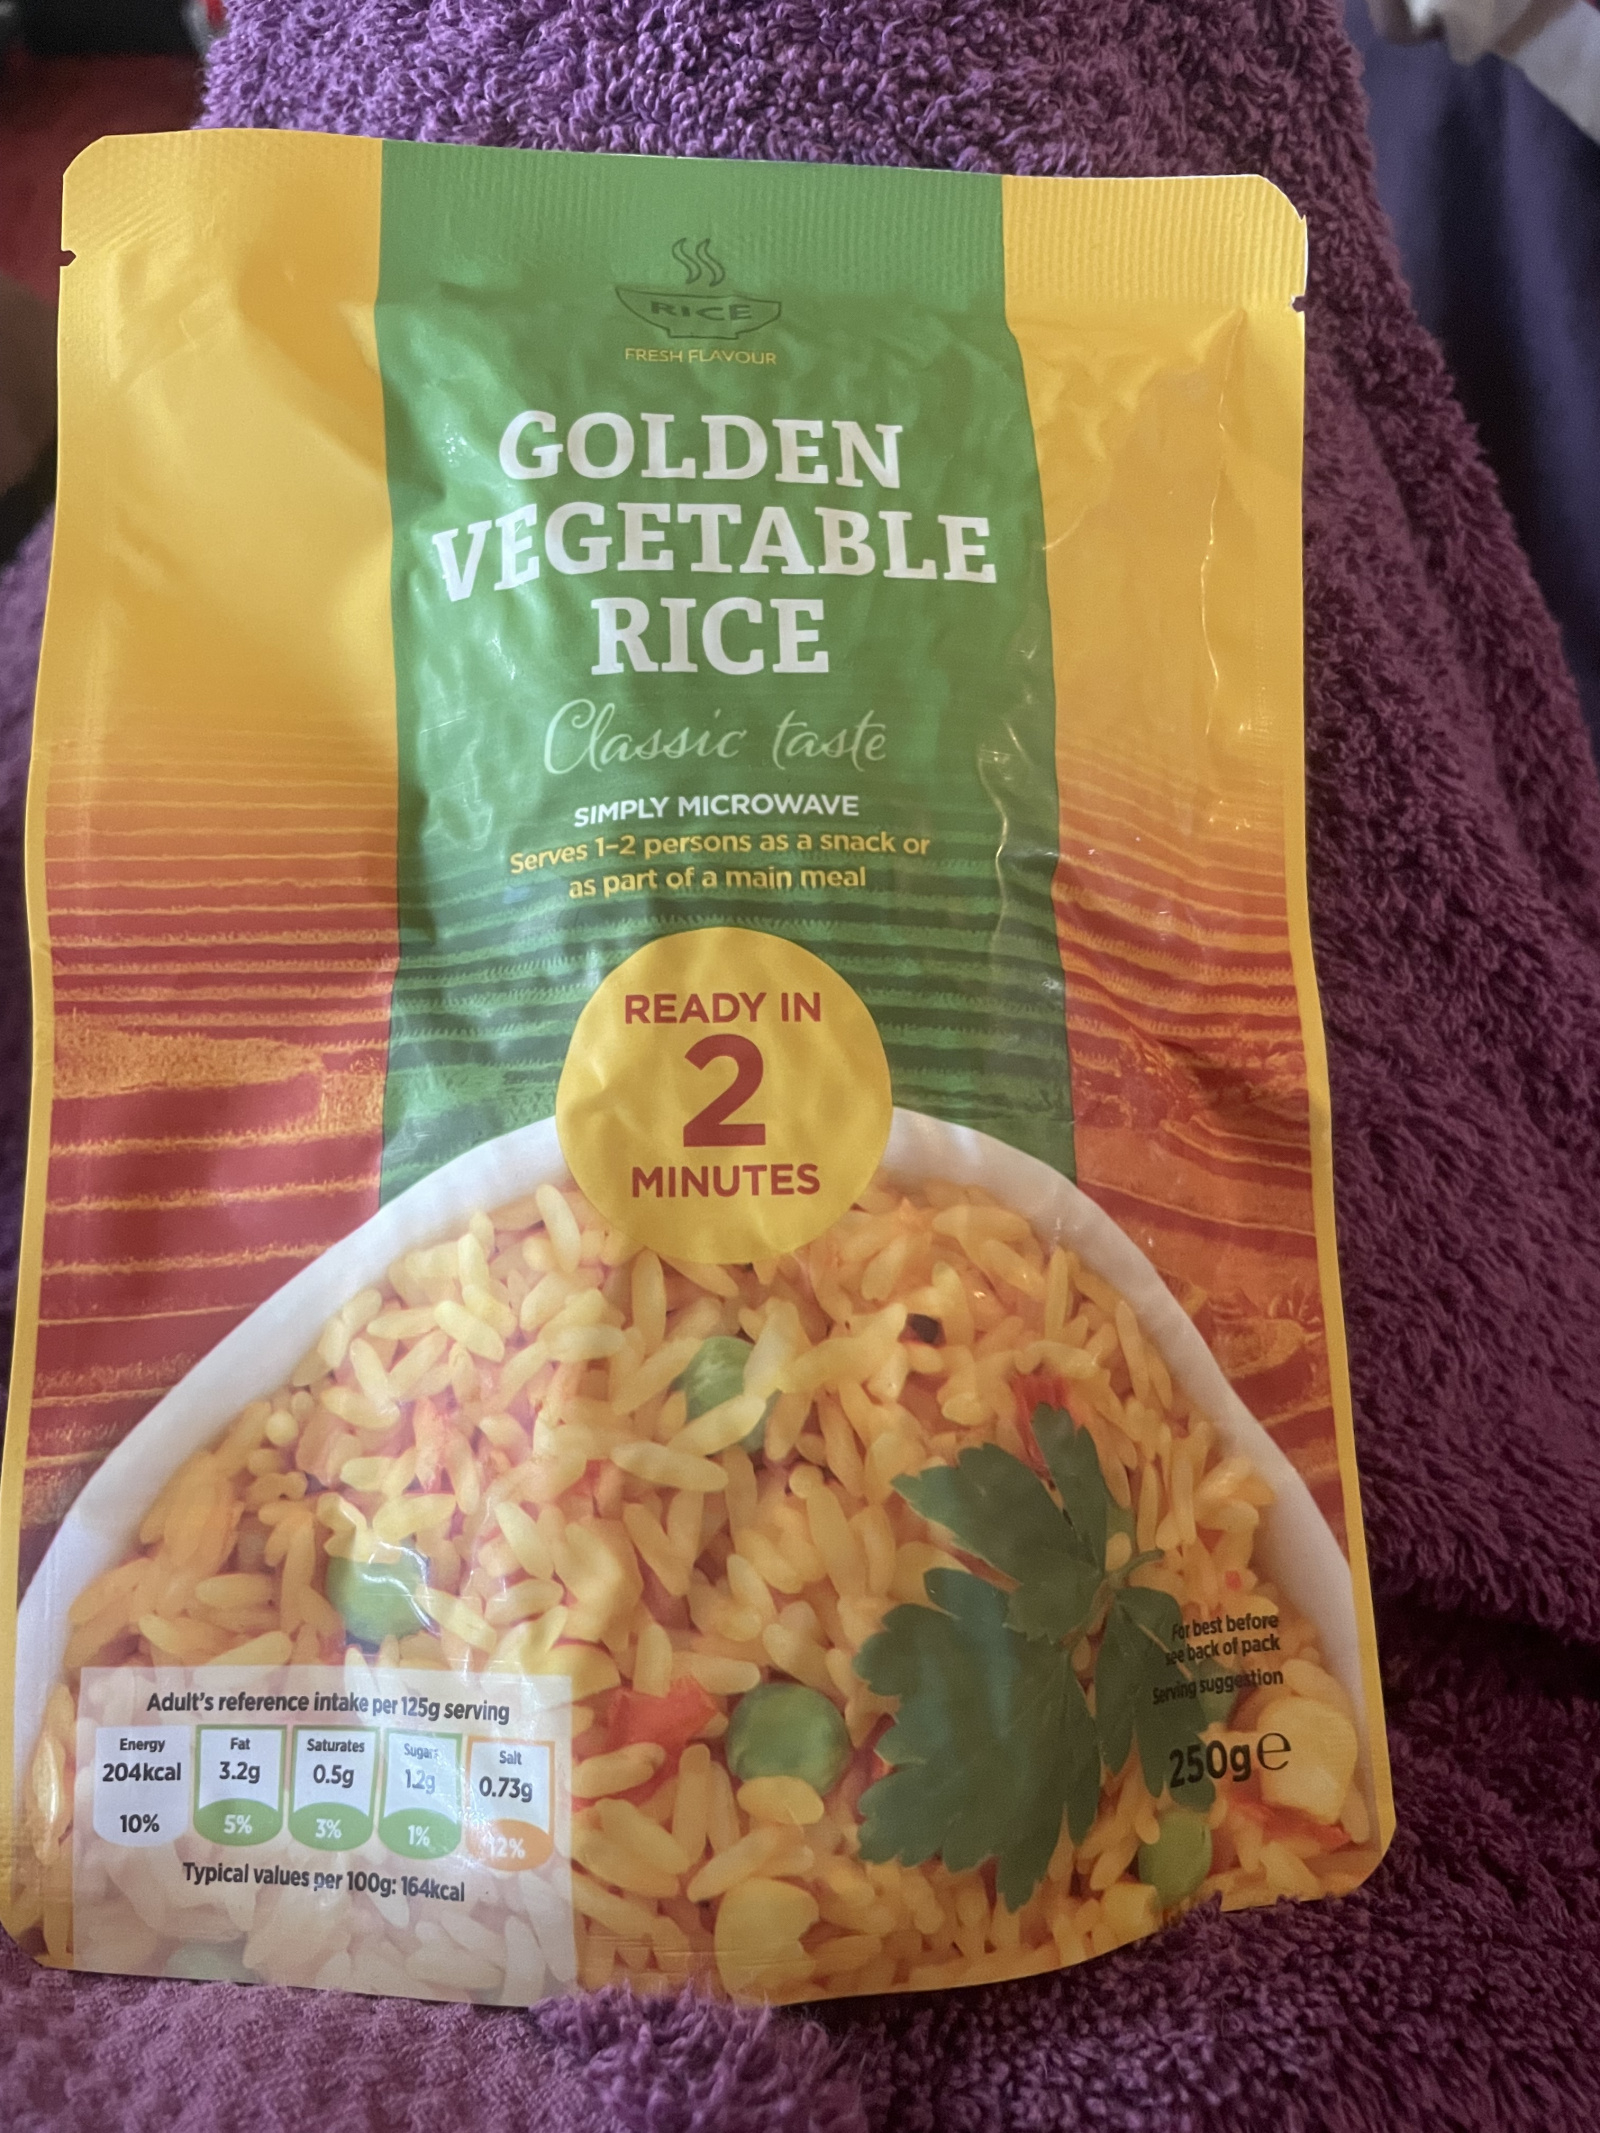 RICE
FRESH FLAVOUR
GOLDEN
VEGETABLE
RICE
Classic taste
SIMPLY MICROWAVE
Serves 1-2 persons as a snack or
as part of a main meal
READY IN
2
MINUTES
For best before
see back of pack
Serving suggestion
250g℮
Adult's reference intake per 125g serving
Energy Fat Saturates Sugars Salt
204kcal 3.2g 0.5g 1.2g 0.73g
10% 5% 3% 1% 12%
Typical values per 100g: 164kcal